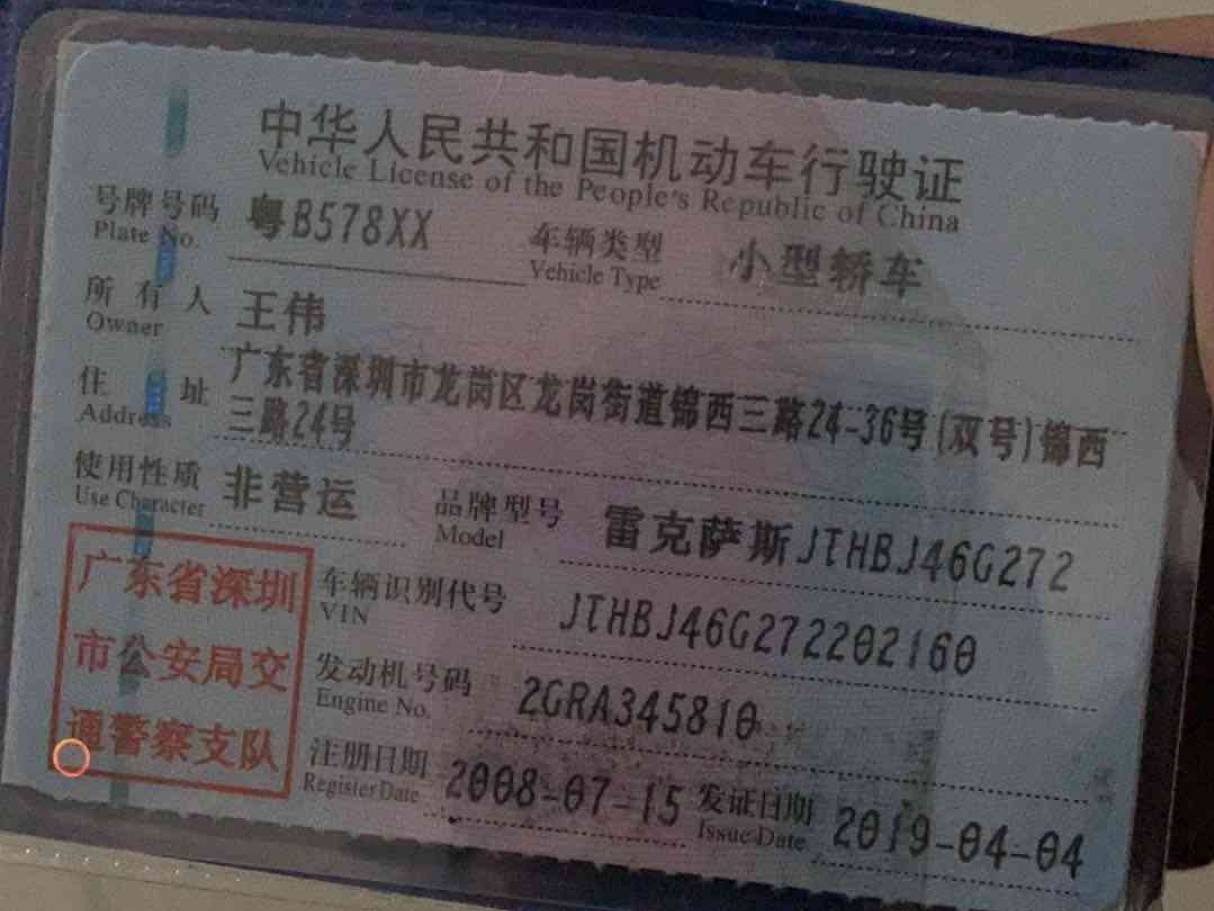 中华人民共和国机动车行驶证
Vehicle License of the People's Republic of China
号牌号码 粤B578XX 车辆类型 小型轿车
Plate No. Vehicle Type
所有人 王伟
Owner
住址 广东省深圳市龙岗区龙岗街道锦西三路24-36号(双号)锦西
Address 三路24号
使用性质 非营运 品牌型号 雷克萨斯JTHBJ46G272
Use Character Model
广东省深圳
市公安局交
通警察支队
车辆识别代号 JTHBJ46G272202160
VIN
发动机号码 2GRA345810
Engine No.
注册日期 2008-07-15 发证日期 2019-04-04
Register Date Issue Date